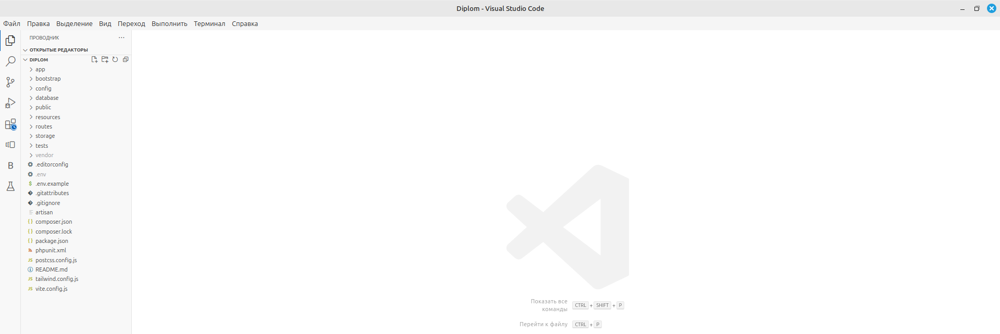 Diplom - Visual Studio Code
Файл Правка Выделение Вид Переход Выполнить Терминал Справка
ПРОВОДНИК
ОТКРЫТЫЕ РЕДАКТОРЫ
DIPLOM
app
bootstrap
config
database
public
resources
routes
storage
tests
vendor
.editorconfig
.env
$ .env.example
.gitattributes
.gitignore
artisan
{} composer.json
{} composer.lock
{} package.json
phpunit.xml
JS postcss.config.js
README.md
JS tailwind.config.js
JS vite.config.js
B
Показать все
команды CTRL + SHIFT + P
Перейти к файлу CTRL + P